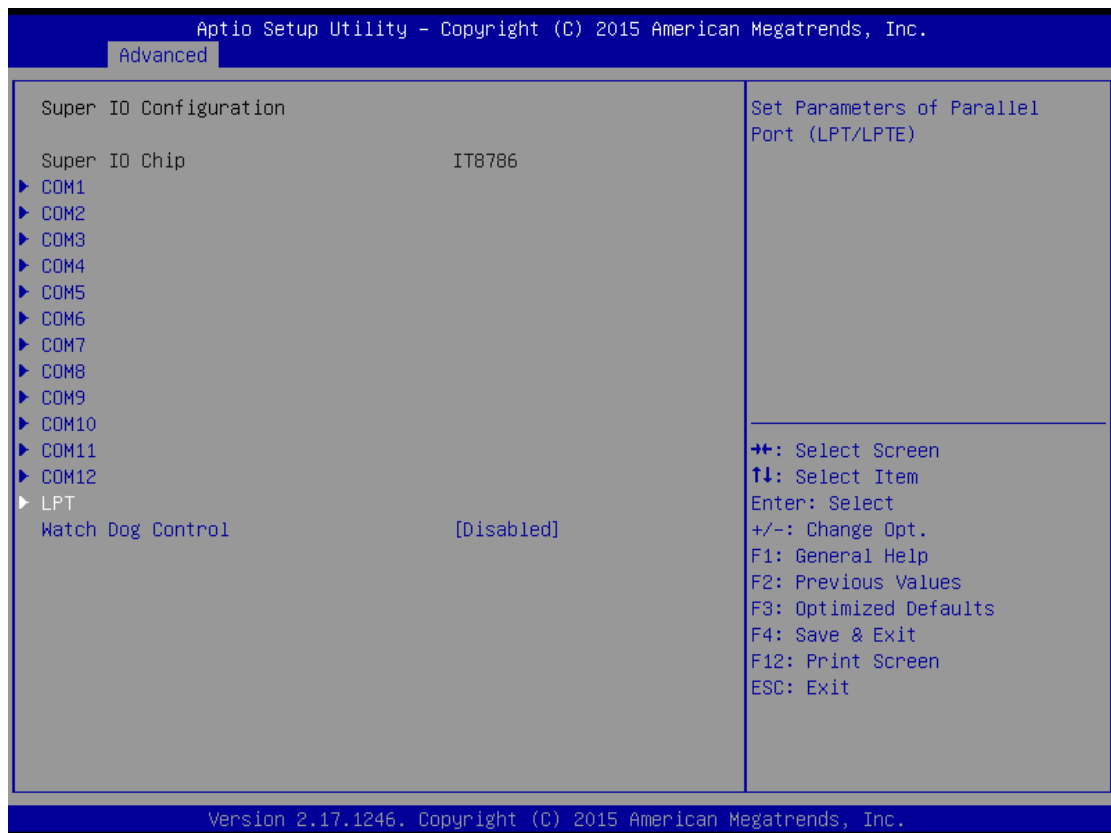 Aptio Setup Utility – Copyright (C) 2015 American Megatrends, Inc.
Advanced
Super IO Configuration
Super IO Chip IT8786
► COM1
► COM2
► COM3
► COM4
► COM5
► COM6
► COM7
► COM8
► COM9
► COM10
► COM11
► COM12
► LPT
Watch Dog Control [Disabled]
Set Parameters of Parallel
Port (LPT/LPTE)
→←: Select Screen
↑↓: Select Item
Enter: Select
+/-: Change Opt.
F1: General Help
F2: Previous Values
F3: Optimized Defaults
F4: Save & Exit
F12: Print Screen
ESC: Exit
Version 2.17.1246. Copyright (C) 2015 American Megatrends, Inc.